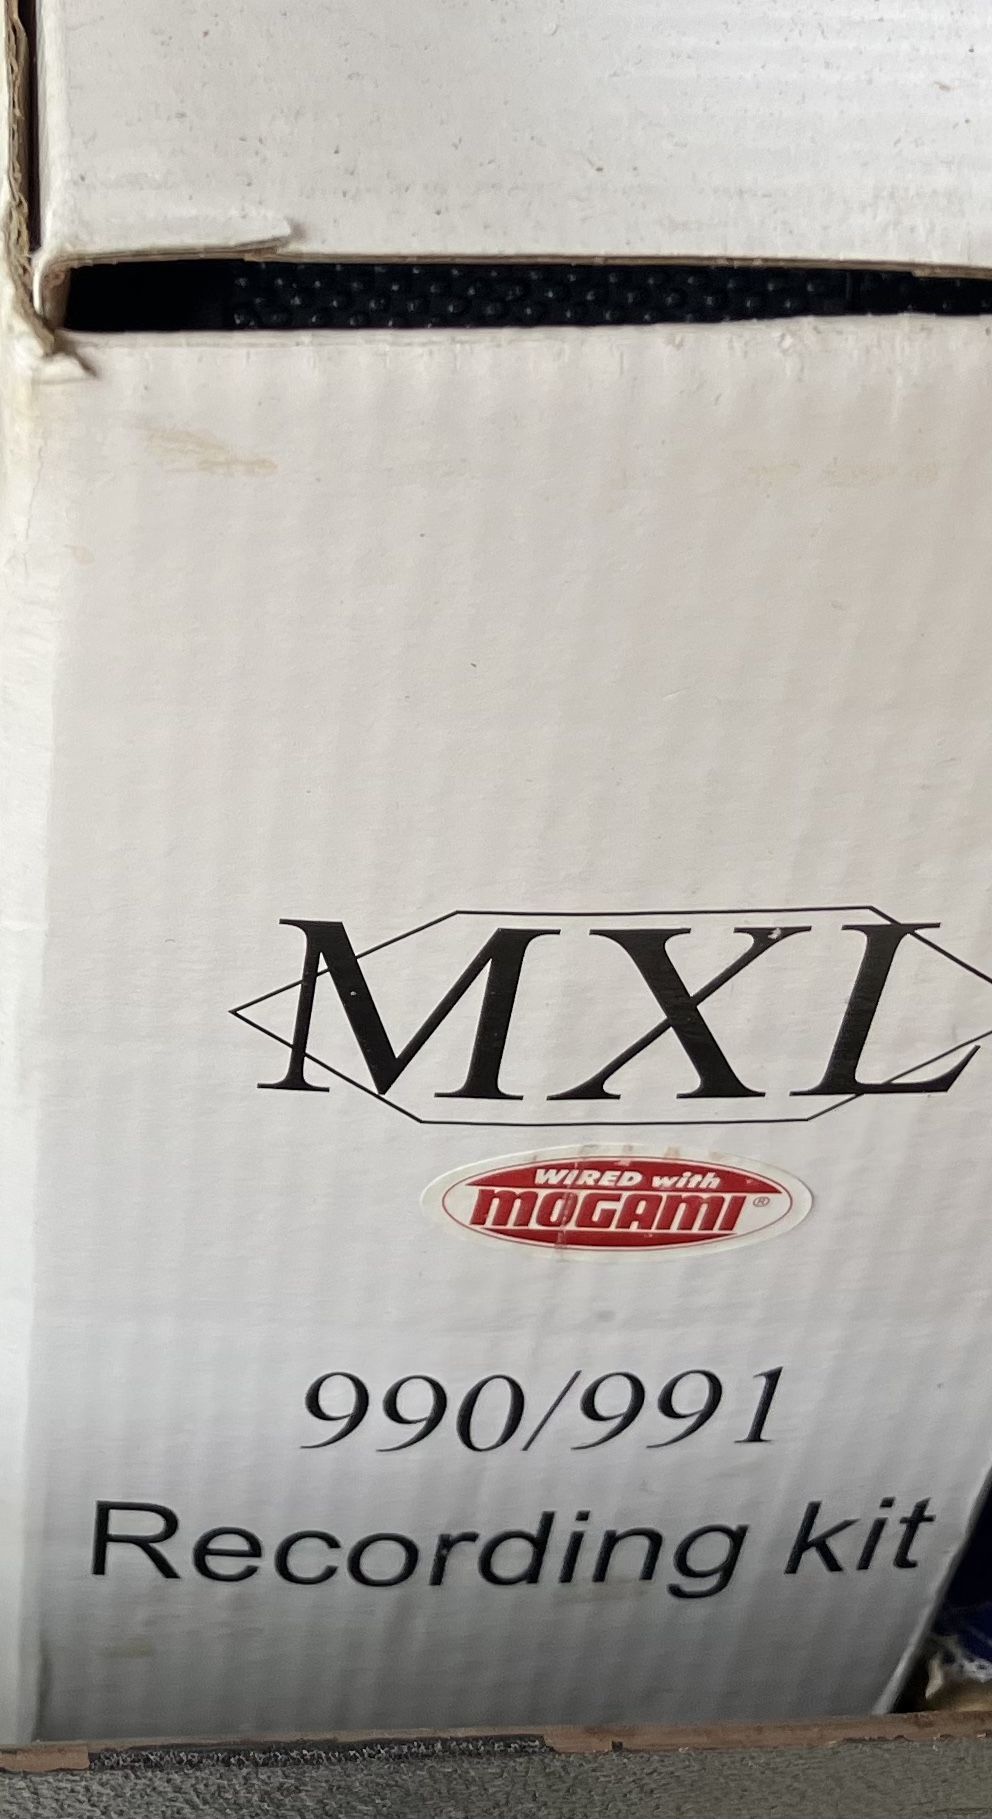 MXL
WIRED with
MOGAMI®
990/991
Recording kit